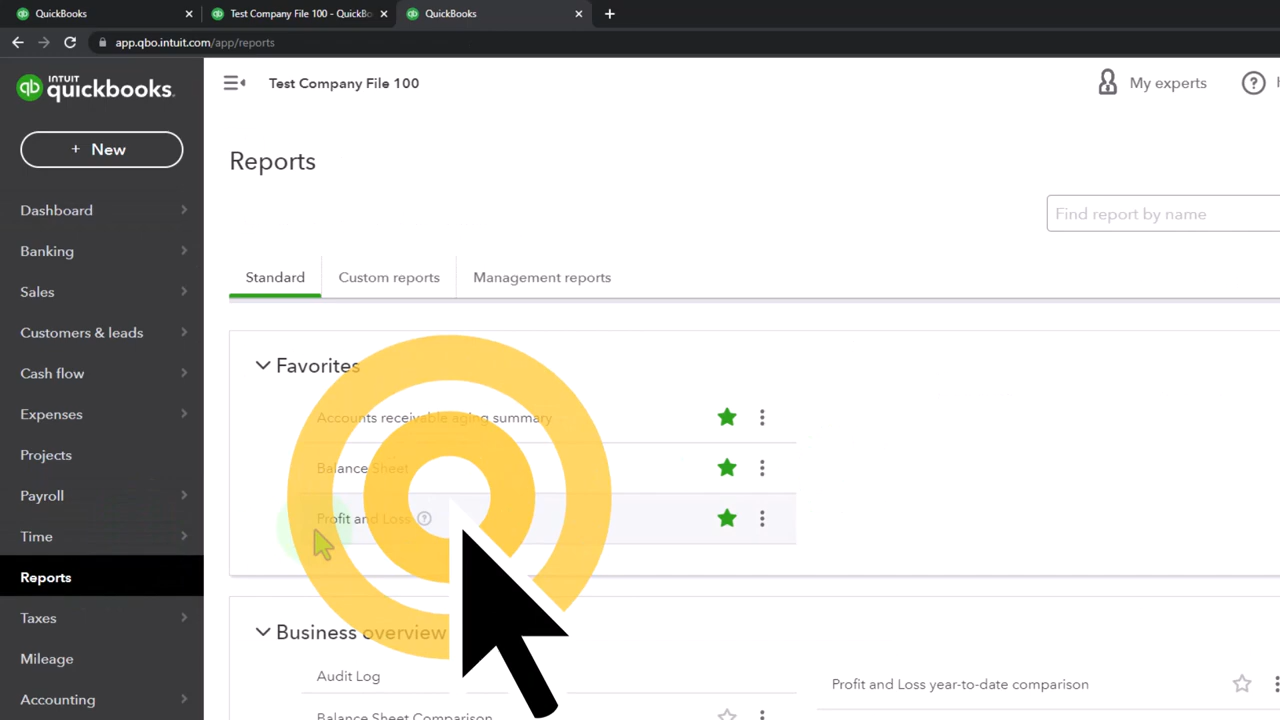 QuickBooks
Test Company File 100 - QuickBo
QuickBooks
app.qbo.intuit.com/app/reports
INTUIT
quickbooks.
Test Company File 100
My experts
+ New
Reports
Find report by name
Dashboard
Banking
Sales
Customers & leads
Cash flow
Expenses
Projects
Payroll
Time
Reports
Taxes
Mileage
Accounting
Standard
Custom reports
Management reports
Favorites
Accounts receivable aging summary
Balance Sheet
Profit and Loss
Business overview
Audit Log
Balance Sheet Comparison
Profit and Loss year-to-date comparison